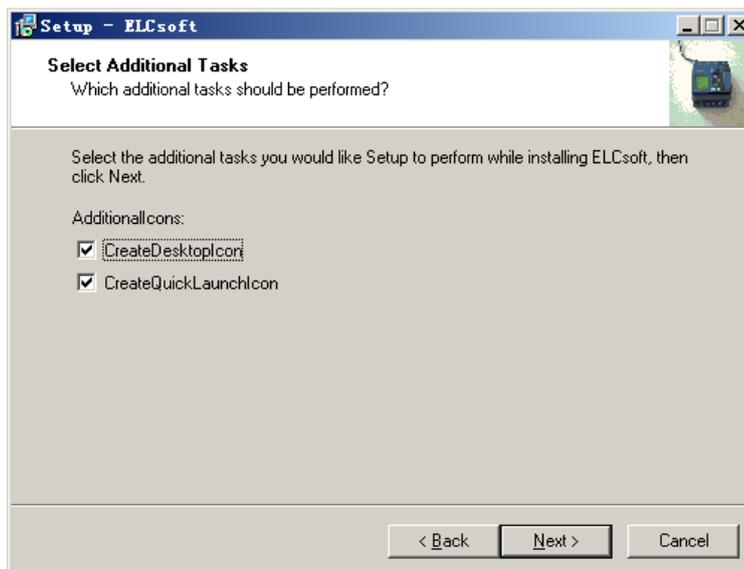 Setup - ELCsoft
Select Additional Tasks
Which additional tasks should be performed?
Select the additional tasks you would like Setup to perform while installing ELCsoft, then
click Next.
AdditionalIcons:
CreateDesktopIcon
CreateQuickLaunchIcon
< Back
Next >
Cancel